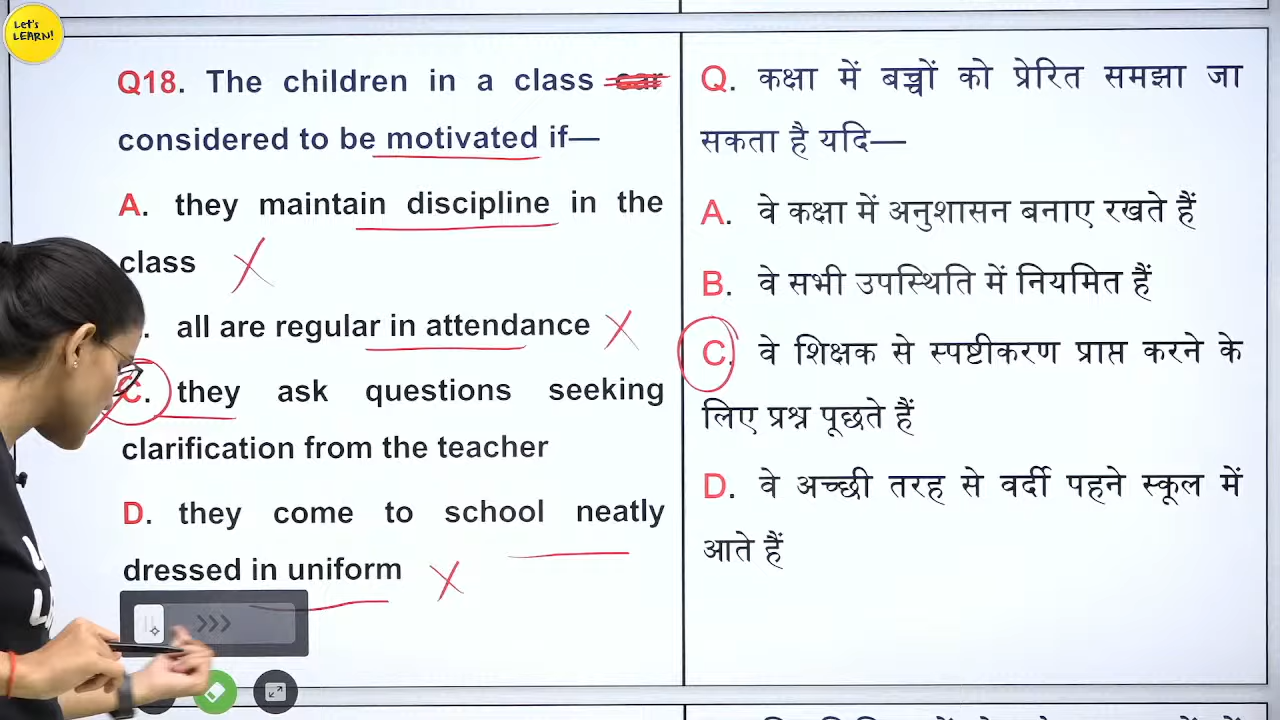 Let's
LEARN!
Q18. The children in a class car
considered to be motivated if—
A. they maintain discipline in the
class
. all are regular in attendance
C. they ask questions seeking
clarification from the teacher
D. they come to school neatly
dressed in uniform
Q. कक्षा में बच्चों को प्रेरित समझा जा
सकता है यदि—
A. वे कक्षा में अनुशासन बनाए रखते हैं
B. वे सभी उपस्थिति में नियमित हैं
C. वे शिक्षक से स्पष्टीकरण प्राप्त करने के
लिए प्रश्न पूछते हैं
D. वे अच्छी तरह से वर्दी पहने स्कूल में
आते हैं